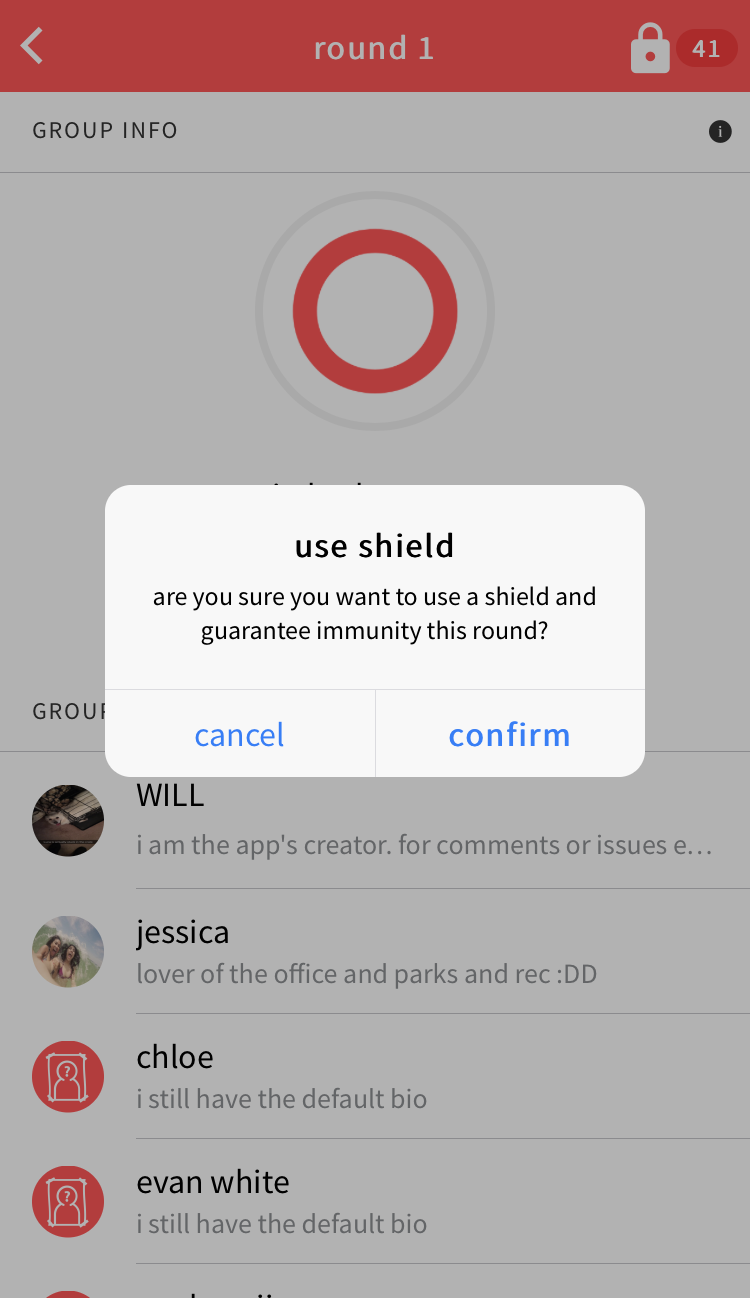 round 1
41
GROUP INFO
use shield
are you sure you want to use a shield and
guarantee immunity this round?
cancel
confirm
WILL
i am the app's creator. for comments or issues e...
jessica
lover of the office and parks and rec :DD
chloe
i still have the default bio
evan white
i still have the default bio